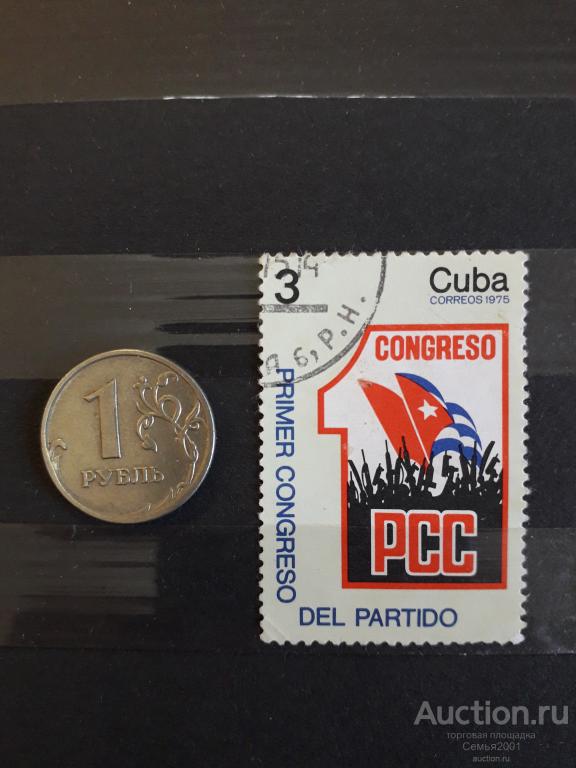 3
Cuba
CORREOS 1975
6, P.H.
CONGRESO
PRIMER CONGRESO
DEL PARTIDO
PCC
1
РУБЛЬ
Auction.ru
торговая площадка
Семья2001
auction.ru